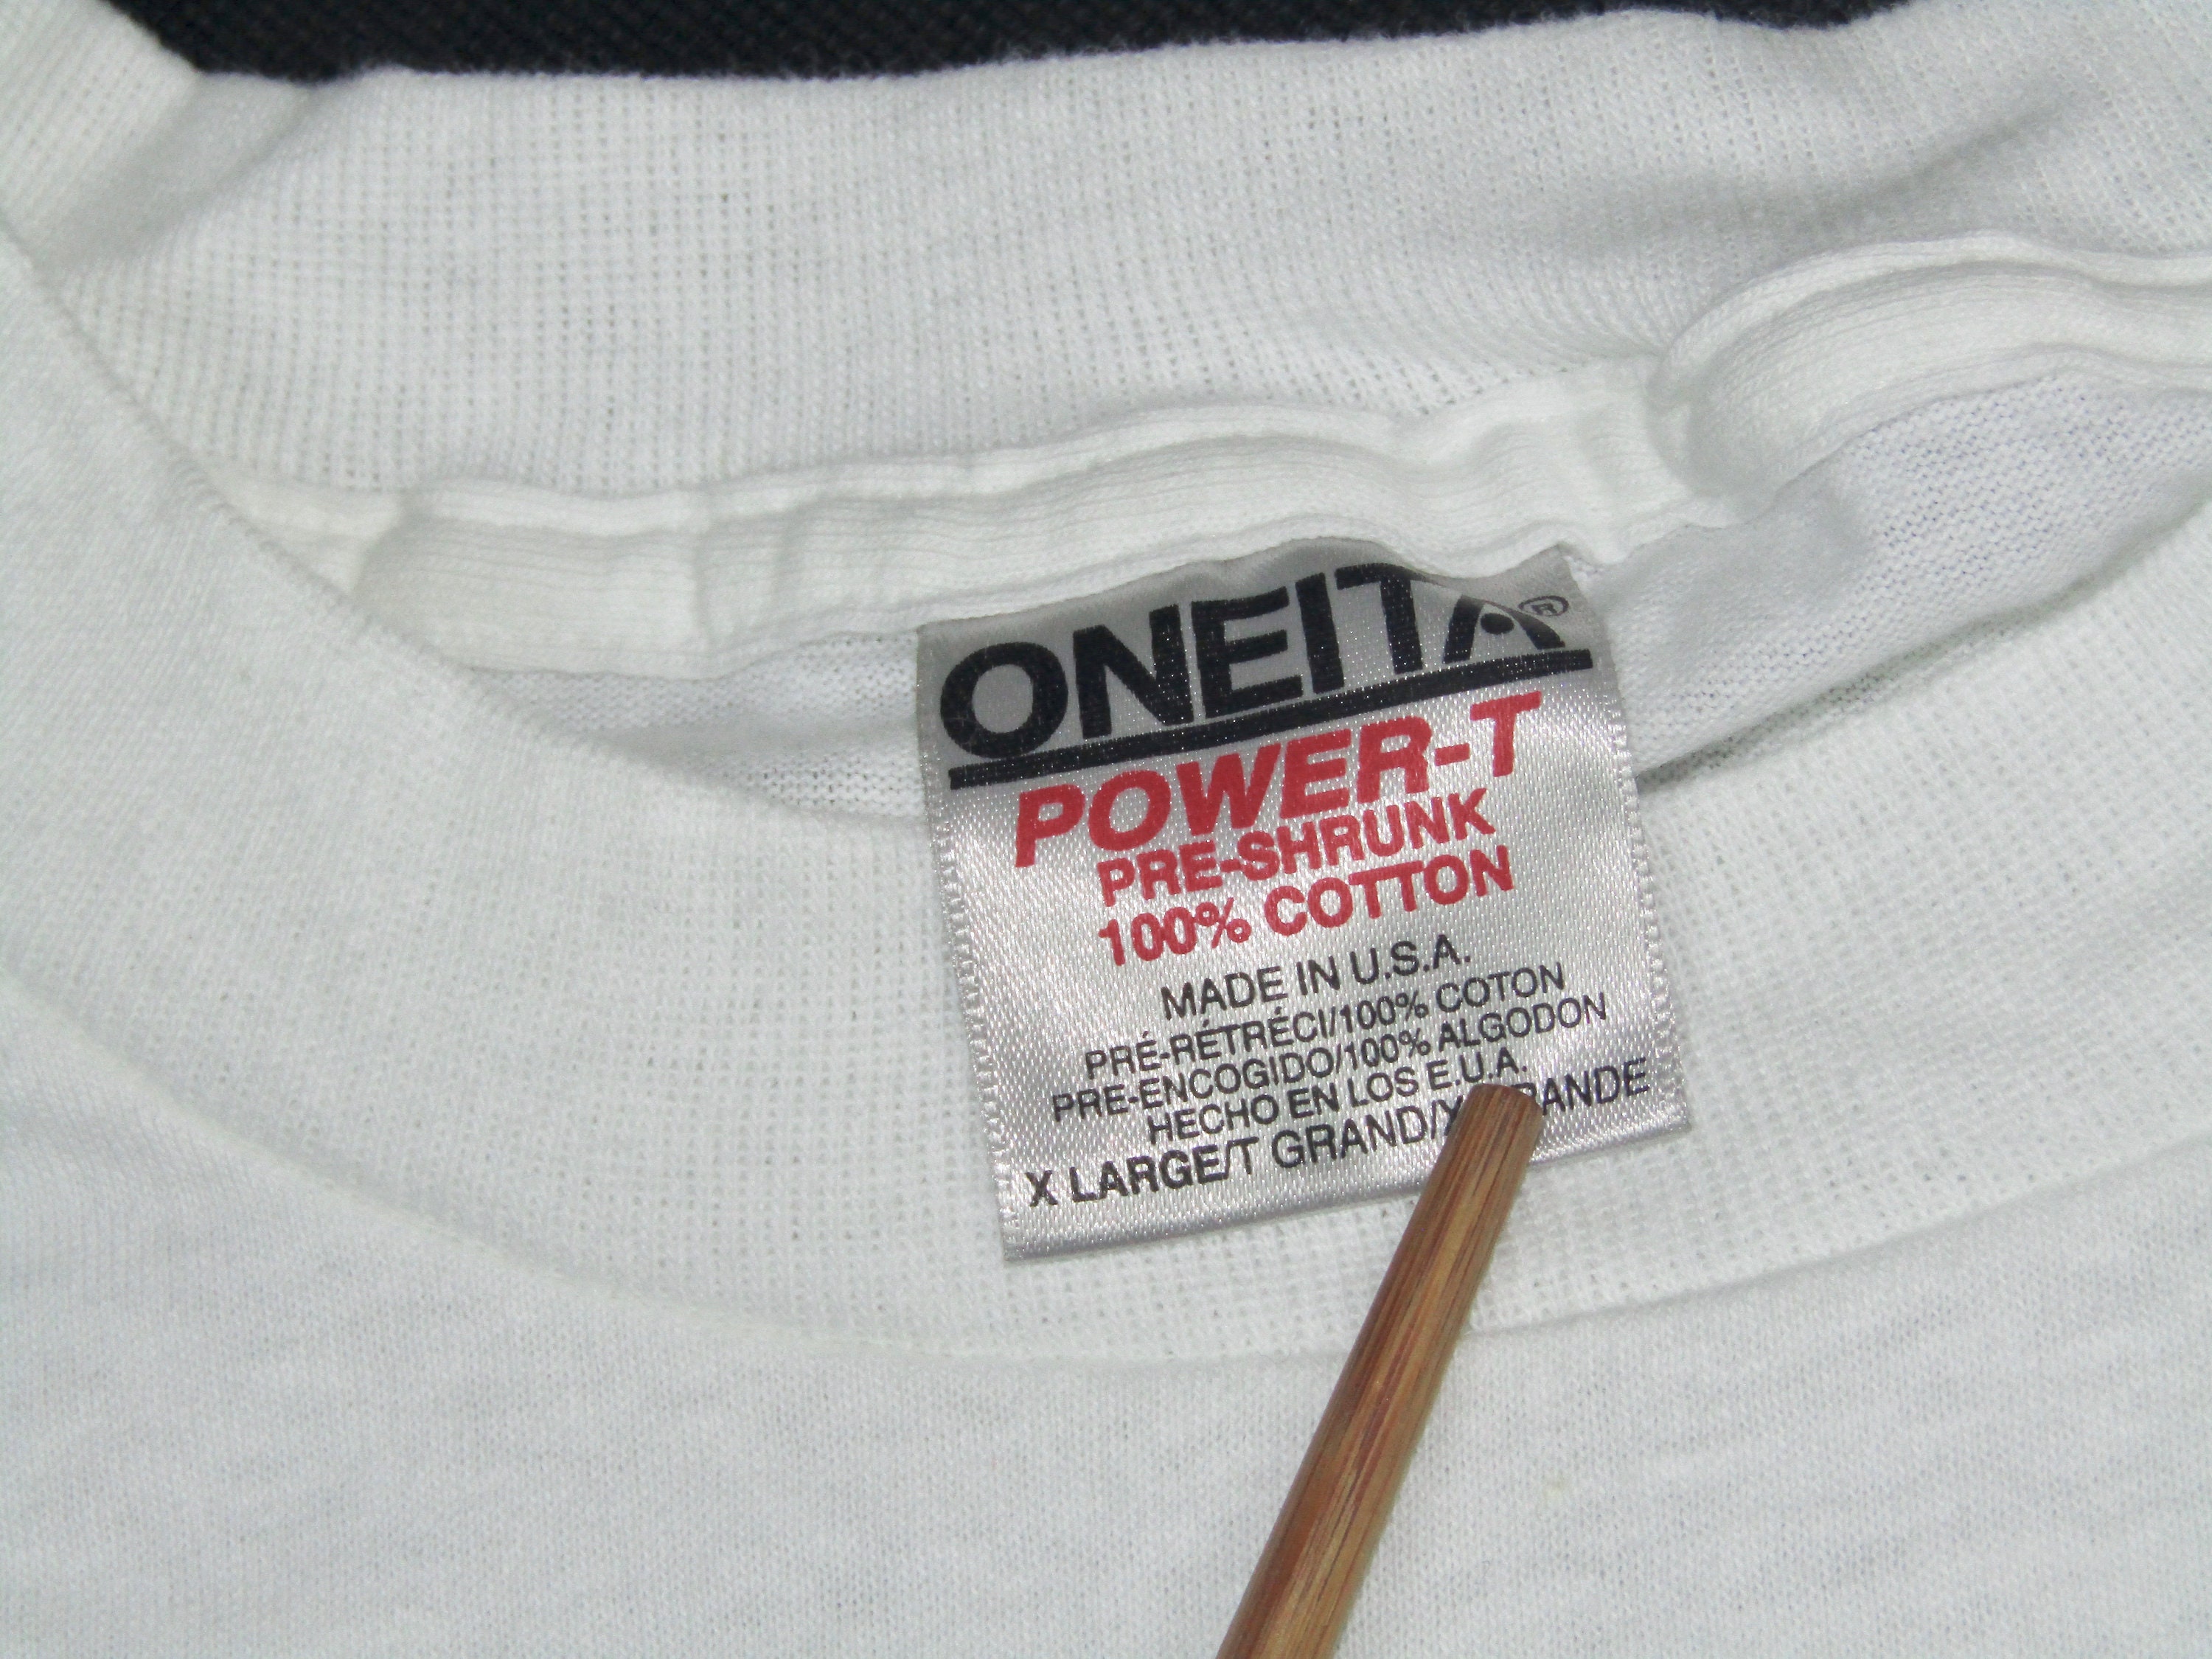 ONEITA®
POWER-T
PRE-SHRUNK
100% COTTON
MADE IN U.S.A.
PRÉ-RÉTRÉCI/100% COTON
PRE-ENCOGIDO/100% ALGODON
HECHO EN LOS E.U.A.
X LARGE/T GRAND/X